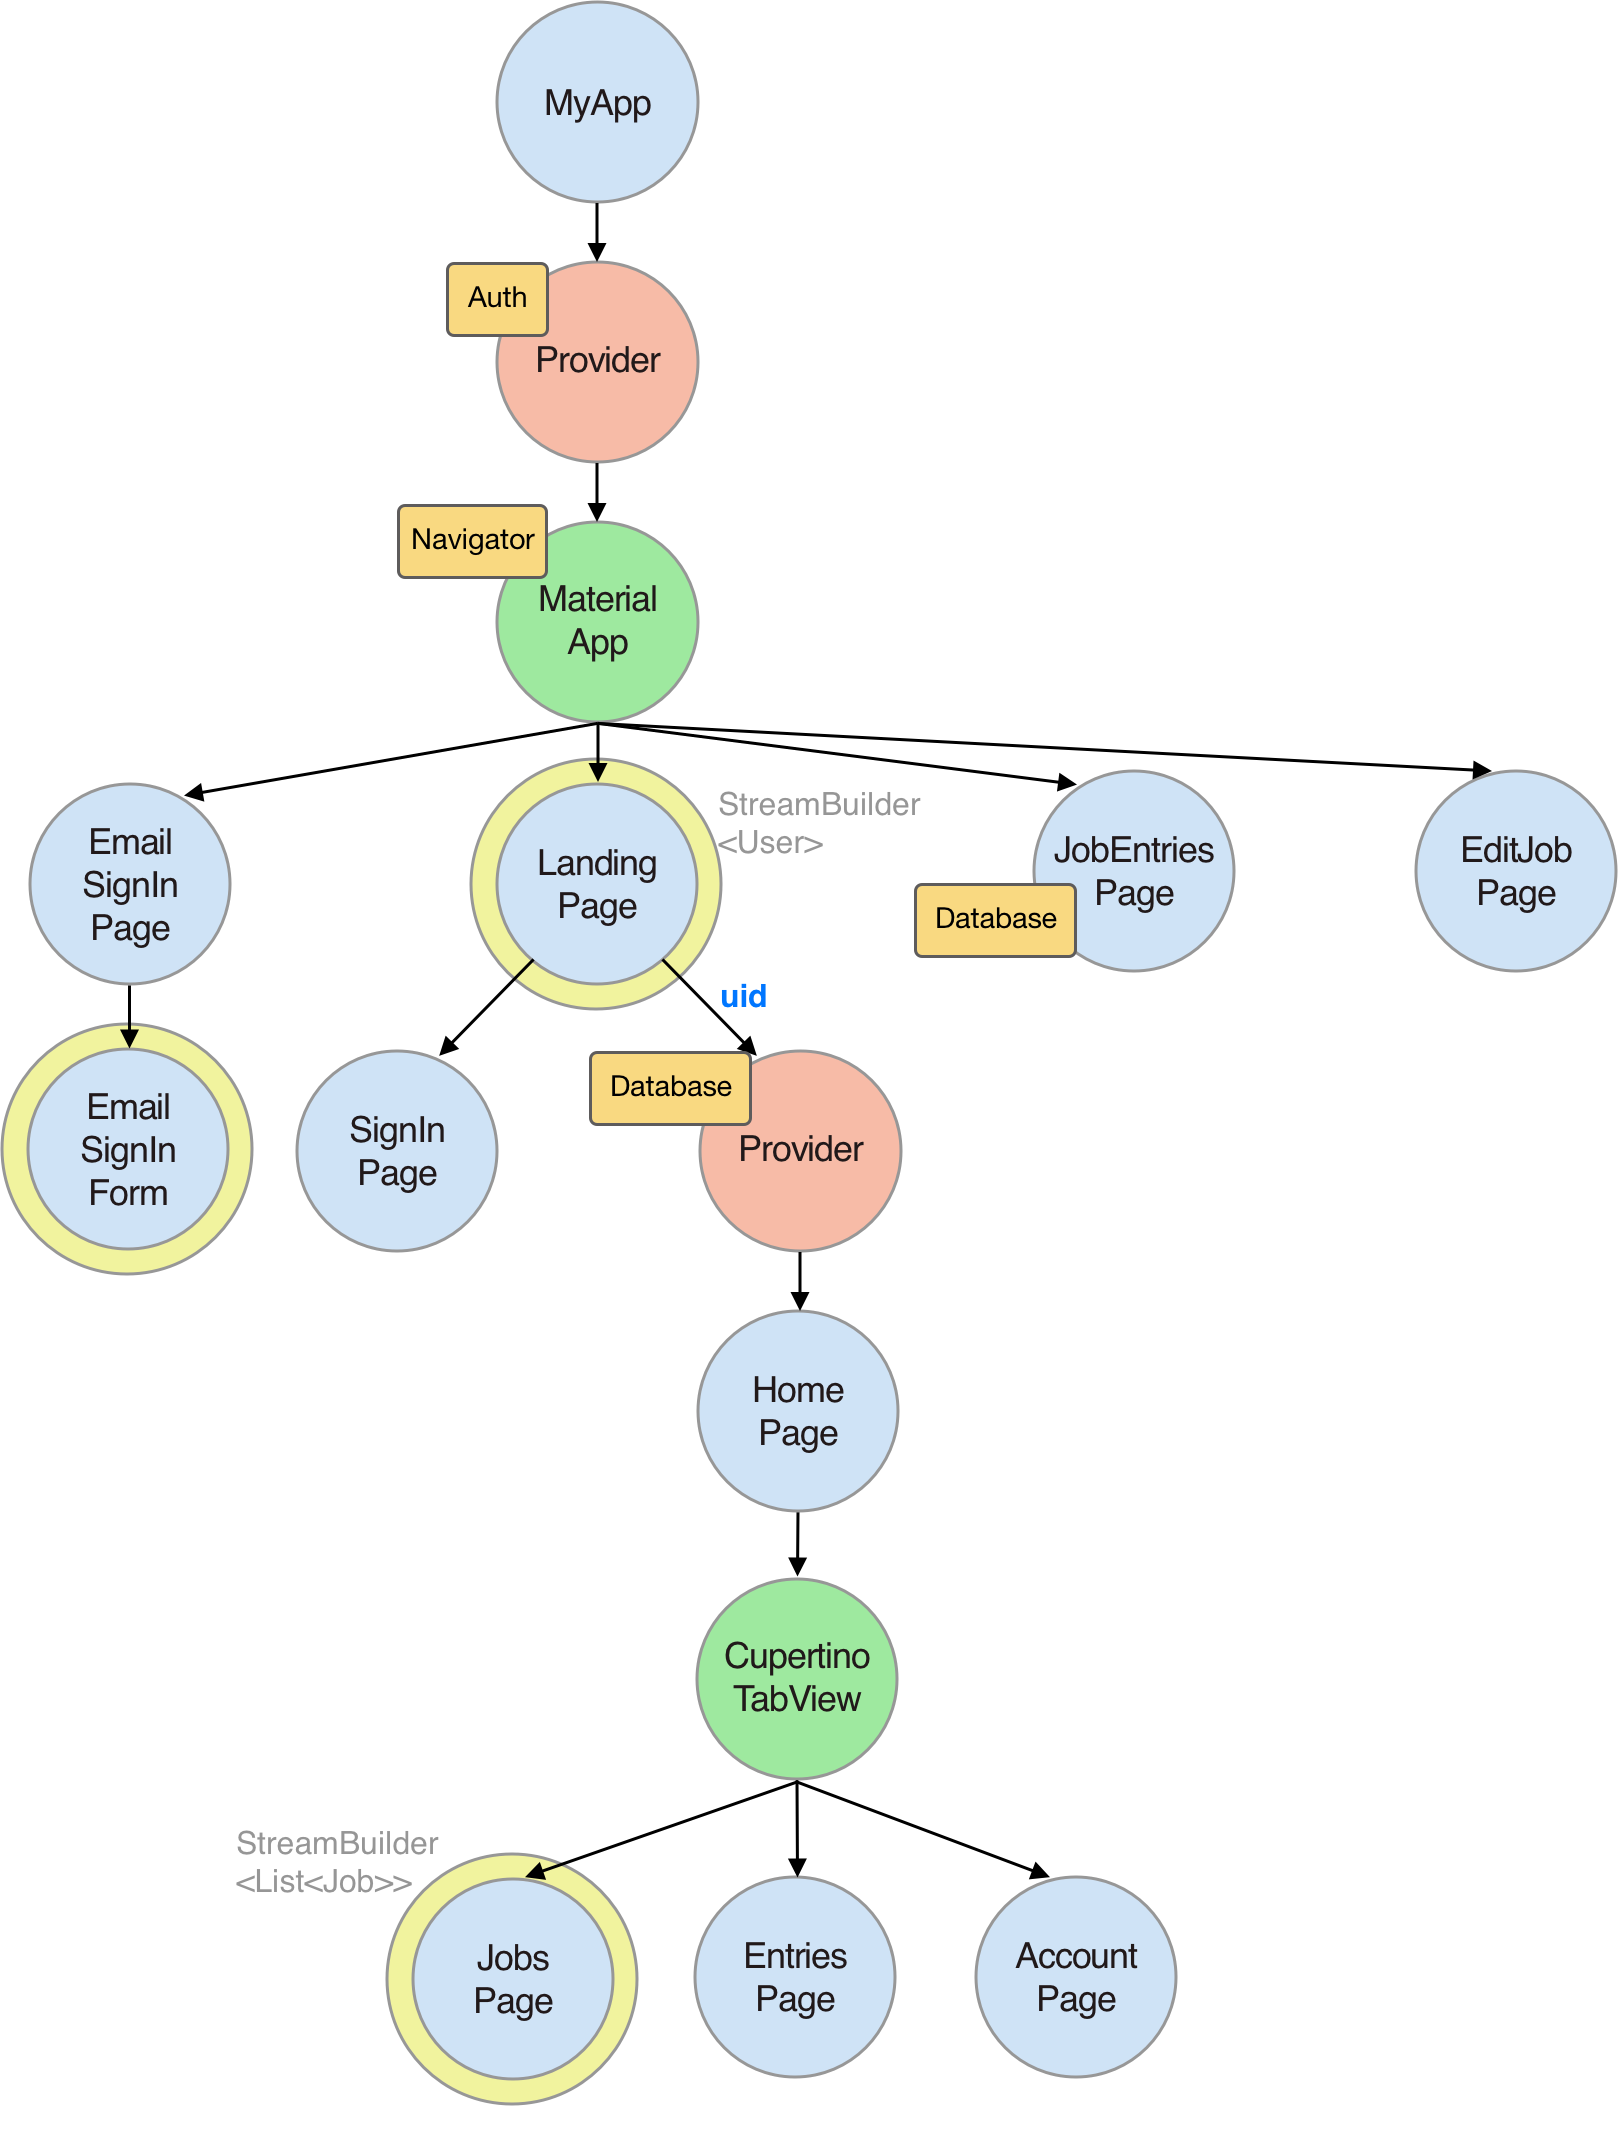 MyApp
Auth
Provider
Navigator
Material
App
Email
SignIn
Page
Landing
Page
StreamBuilder
<User>
JobEntries
Page
Database
EditJob
Page
uid
Email
SignIn
Form
SignIn
Page
Database
Provider
Home
Page
Cupertino
TabView
StreamBuilder
<List<Job>>
Jobs
Page
Entries
Page
Account
Page